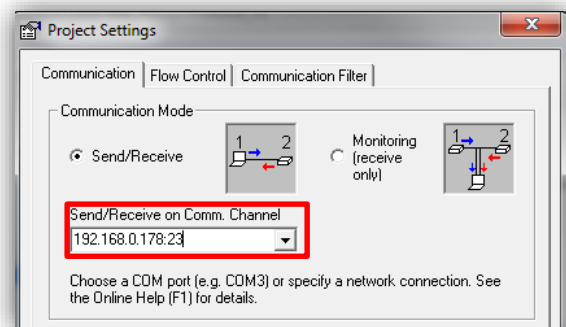 Project Settings
Communication Flow Control Communication Filter
Communication Mode
Send/Receive
1 2
Monitoring
(receive
only)
1 2
Send/Receive on Comm. Channel
192.168.0.178:23
Choose a COM port (e.g. COM3) or specify a network connection. See
the Online Help (F1) for details.